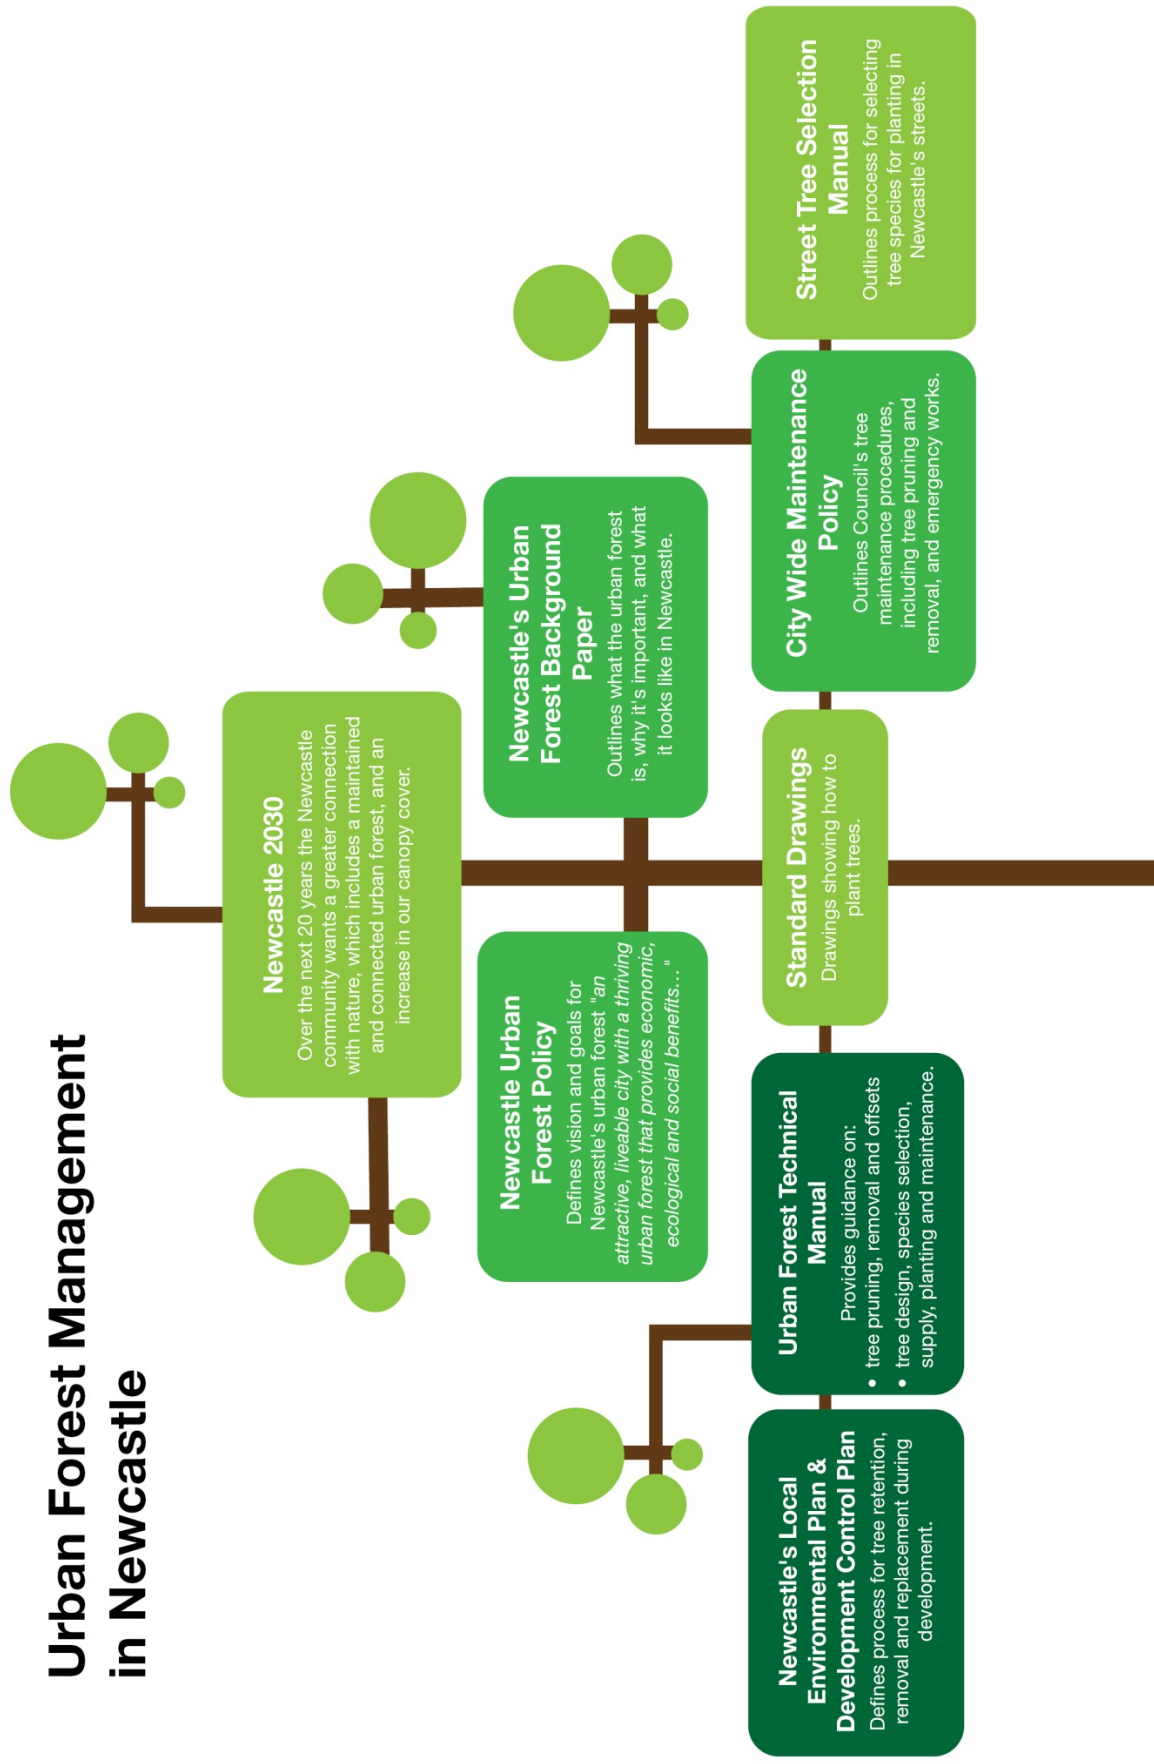 Urban Forest Management
in Newcastle
Newcastle 2030
Over the next 20 years the Newcastle
community wants a greater connection
with nature, which includes a maintained
and connected urban forest, and an
increase in our canopy cover.
Newcastle Urban
Forest Policy
Defines vision and goals for
Newcastle's urban forest "an
attractive, liveable city with a thriving
urban forest that provides economic,
ecological and social benefits…"
Newcastle's Urban
Forest Background
Paper
Outlines what the urban forest
is, why it's important, and what
it looks like in Newcastle.
Newcastle's Local
Environmental Plan &
Development Control Plan
Defines process for tree retention,
removal and replacement during
development.
Urban Forest Technical
Manual
Provides guidance on:
• tree pruning, removal and offsets
• tree design, species selection,
supply, planting and maintenance.
Standard Drawings
Drawings showing how to
plant trees.
City Wide Maintenance
Policy
Outlines Council's tree
maintenance procedures,
including tree pruning and
removal, and emergency works.
Street Tree Selection
Manual
Outlines process for selecting
tree species for planting in
Newcastle's streets.